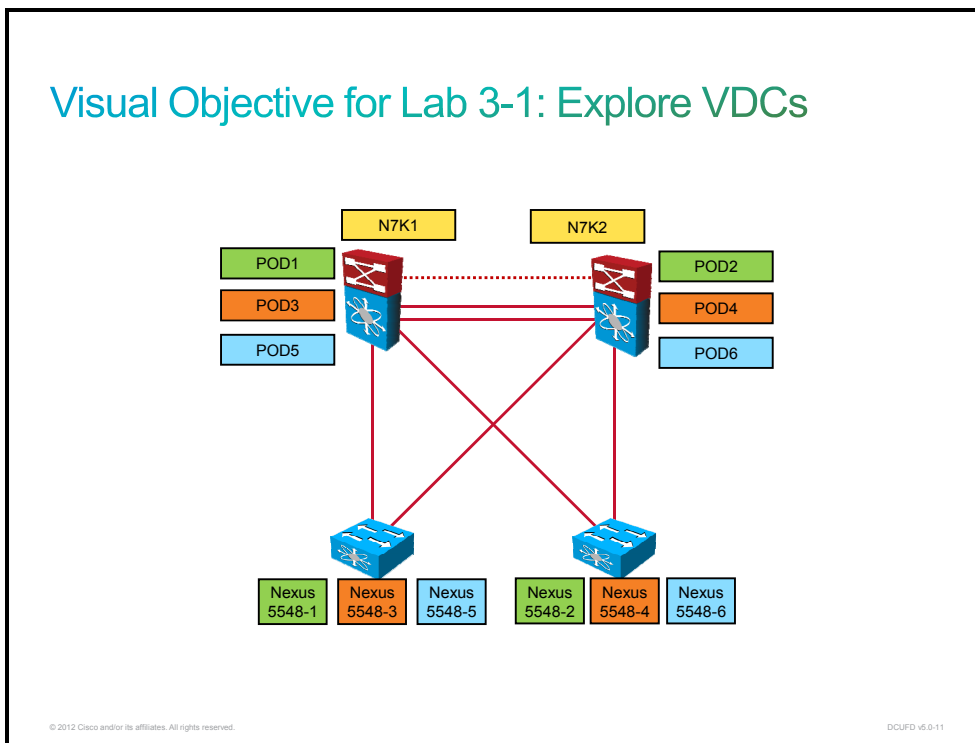 Visual Objective for Lab 3-1: Explore VDCs
N7K1
N7K2
POD1
POD2
POD3
POD4
POD5
POD6
Nexus
5548-1
Nexus
5548-3
Nexus
5548-5
Nexus
5548-2
Nexus
5548-4
Nexus
5548-6
© 2012 Cisco and/or its affiliates. All rights reserved.
DCUFD v5.0-11